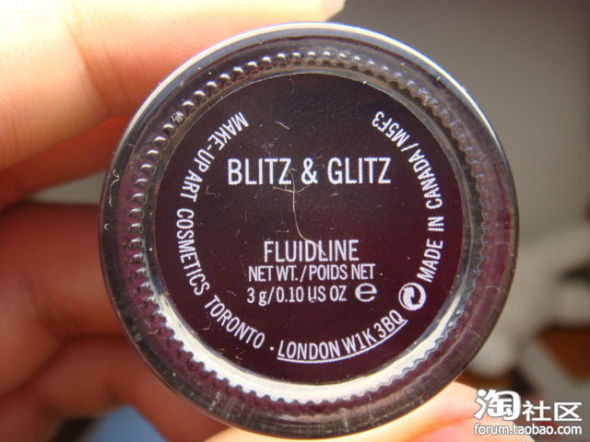 BLITZ & GLITZ
FLUIDLINE
NET WT./POIDS NET
3 g/0.10 US OZ e
MAKE-UP ART COSMETICS TORONTO · LONDON W1K 3BQ
MADE IN CANADA/M5F3
淘社区
forum.taobao.com